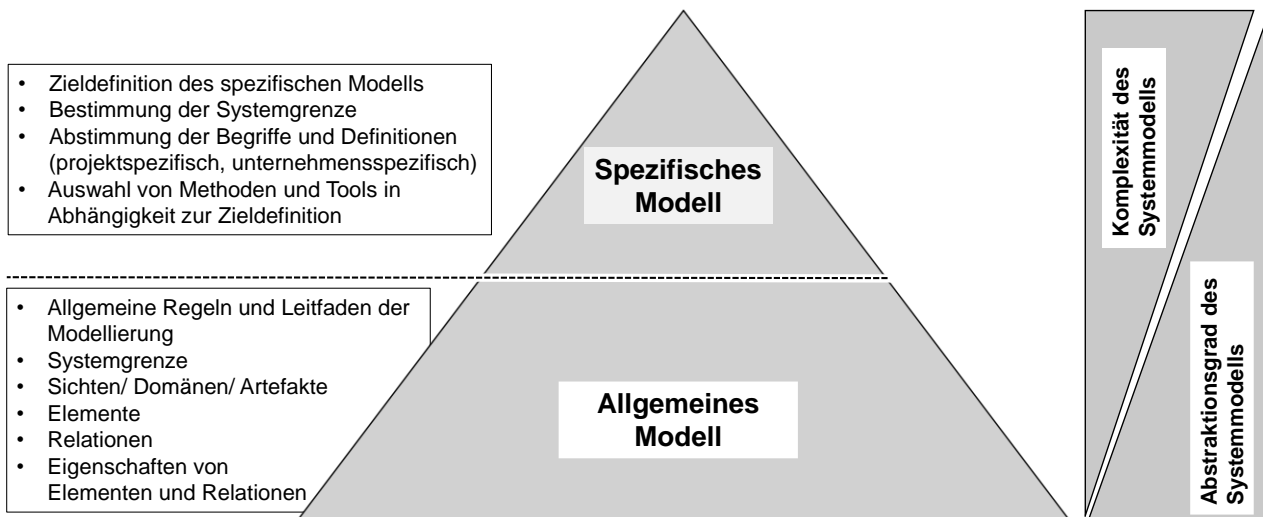 • Zieldefinition des spezifischen Modells
• Bestimmung der Systemgrenze
• Abstimmung der Begriffe und Definitionen
(projektspezifisch, unternehmensspezifisch)
• Auswahl von Methoden und Tools in
Abhängigkeit zur Zieldefinition
Spezifisches
Modell
Komplexität des
Systemmodells
• Allgemeine Regeln und Leitfaden der
Modellierung
• Systemgrenze
• Sichten/ Domänen/ Artefakte
• Elemente
• Relationen
• Eigenschaften von
Elementen und Relationen
Allgemeines
Modell
Abstraktionsgrad des
Systemmodells